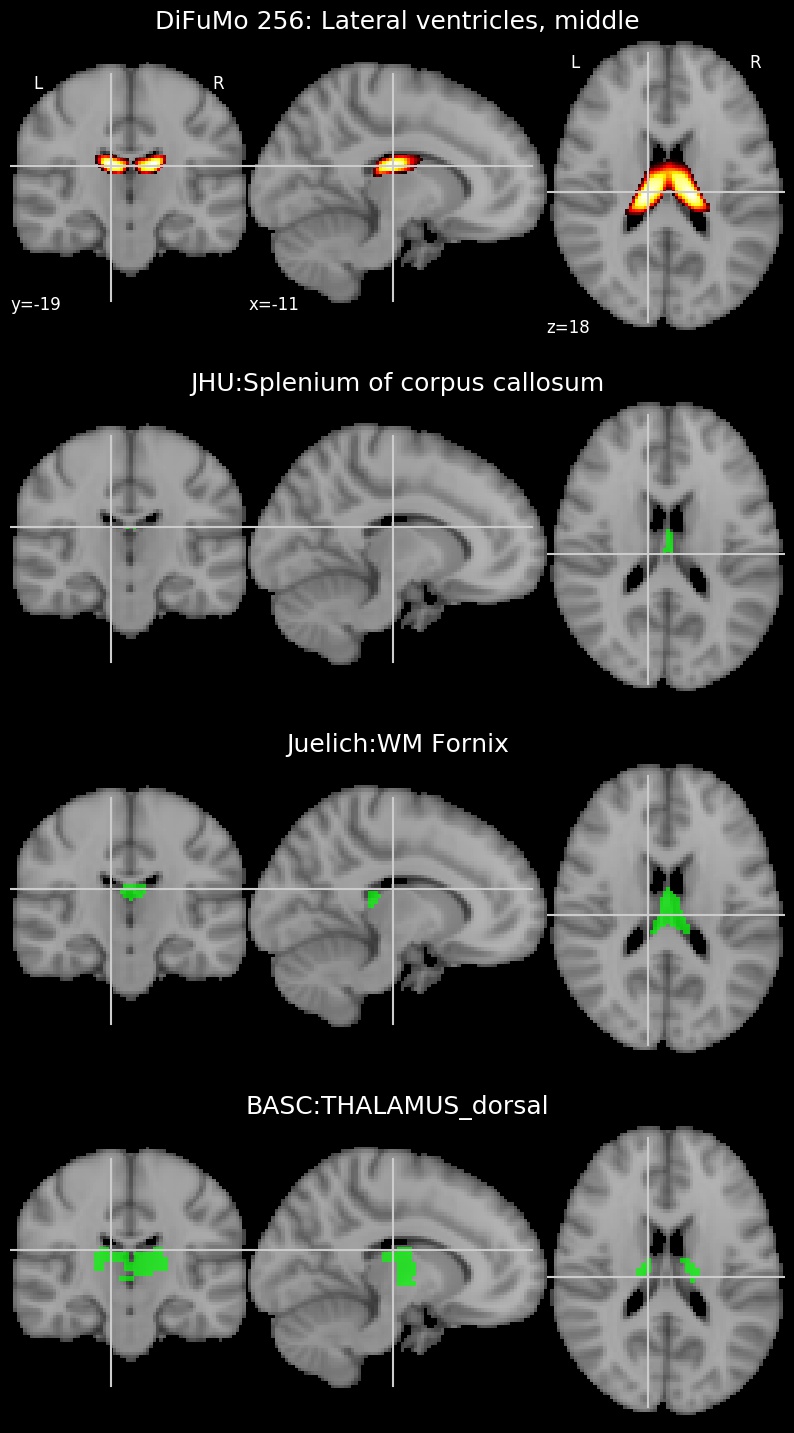 DiFuMo 256: Lateral ventricles, middle
L R L R
y=-19 x=-11 z=18
JHU:Splenium of corpus callosum
Juelich:WM Fornix
BASC:THALAMUS_dorsal